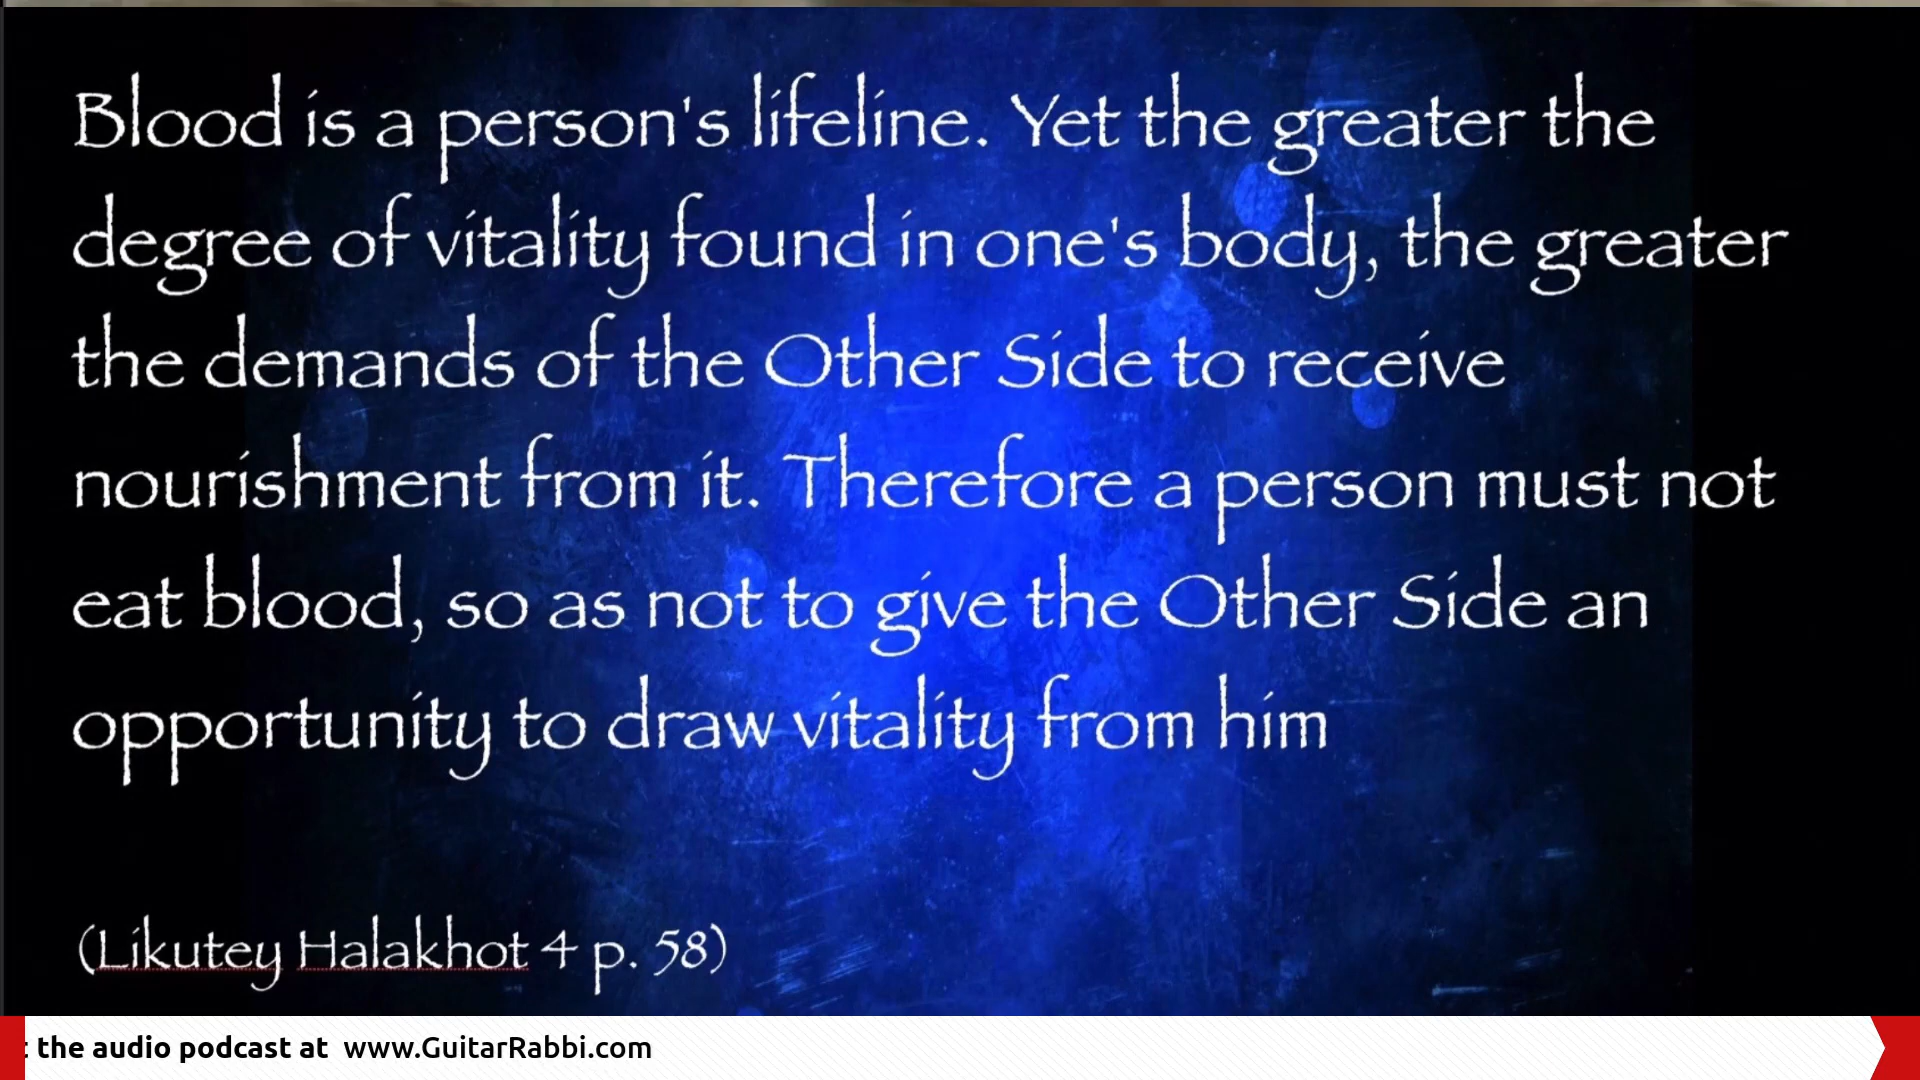 Blood is a person's lifeline. Yet the greater the
degree of vitality found in one's body, the greater
the demands of the Other Side to receive
nourishment from it. Therefore a person must not
eat blood, so as not to give the Other Side an
opportunity to draw vitality from him
(Likutey Halakhot 4 p. 58)
the audio podcast at www.GuitarRabbi.com